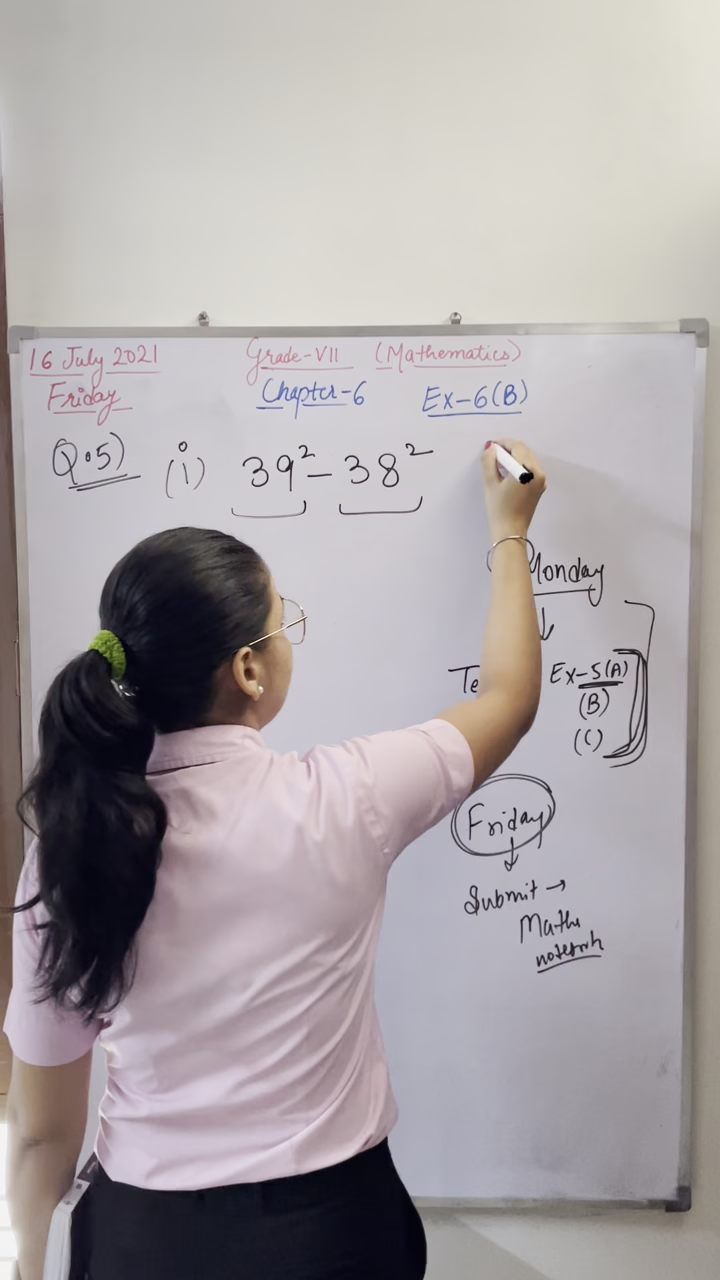 16 July 2021 Grade-VII (Mathematics)
Friday Chapter-6 Ex-6(B)
Q.5) (i) 39² - 38²
Monday
↓
Te Ex-5(A)
(B)
(C)
Friday
↓
Submit →
Maths